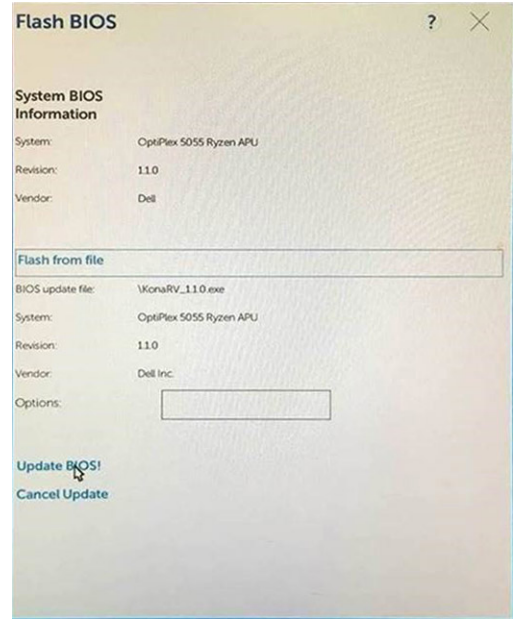 Flash BIOS ?
System BIOS
Information
System: OptiPlex 5055 Ryzen APU
Revision: 1.1.0
Vendor: Dell
Flash from file
BIOS update file: \KonaRV_1.1.0.exe
System: OptiPlex 5055 Ryzen APU
Revision: 1.1.0
Vendor: Dell Inc.
Options:
Update BIOS!
Cancel Update